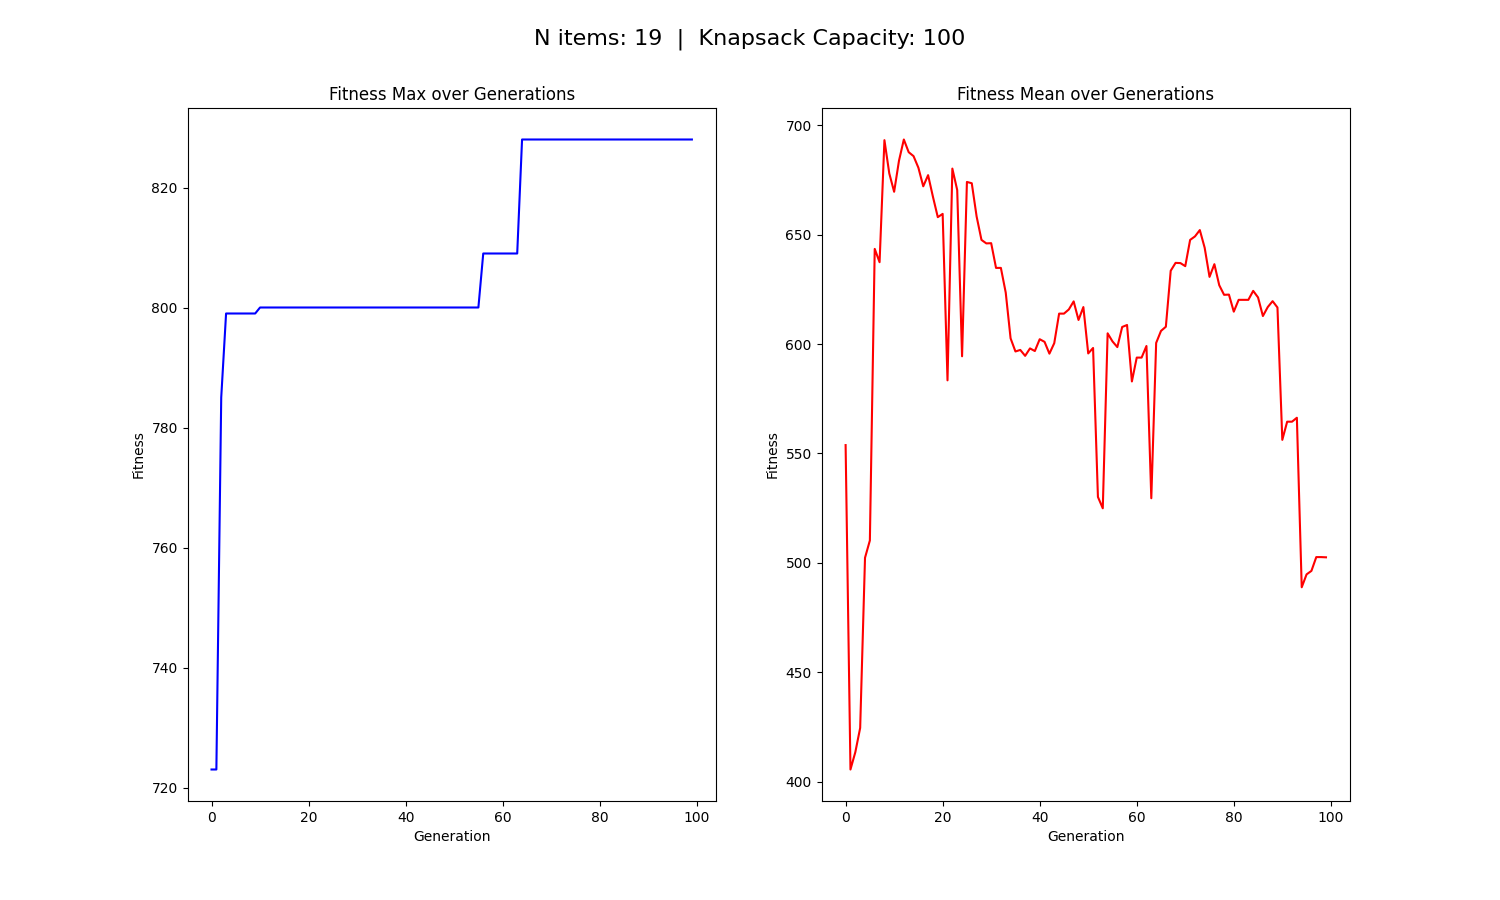 N items: 19 | Knapsack Capacity: 100
Fitness Max over Generations
820
800
780
760
740
720
Fitness
0 20 40 60 80 100
Generation
Fitness Mean over Generations
700
650
600
550
500
450
400
Fitness
0 20 40 60 80 100
Generation